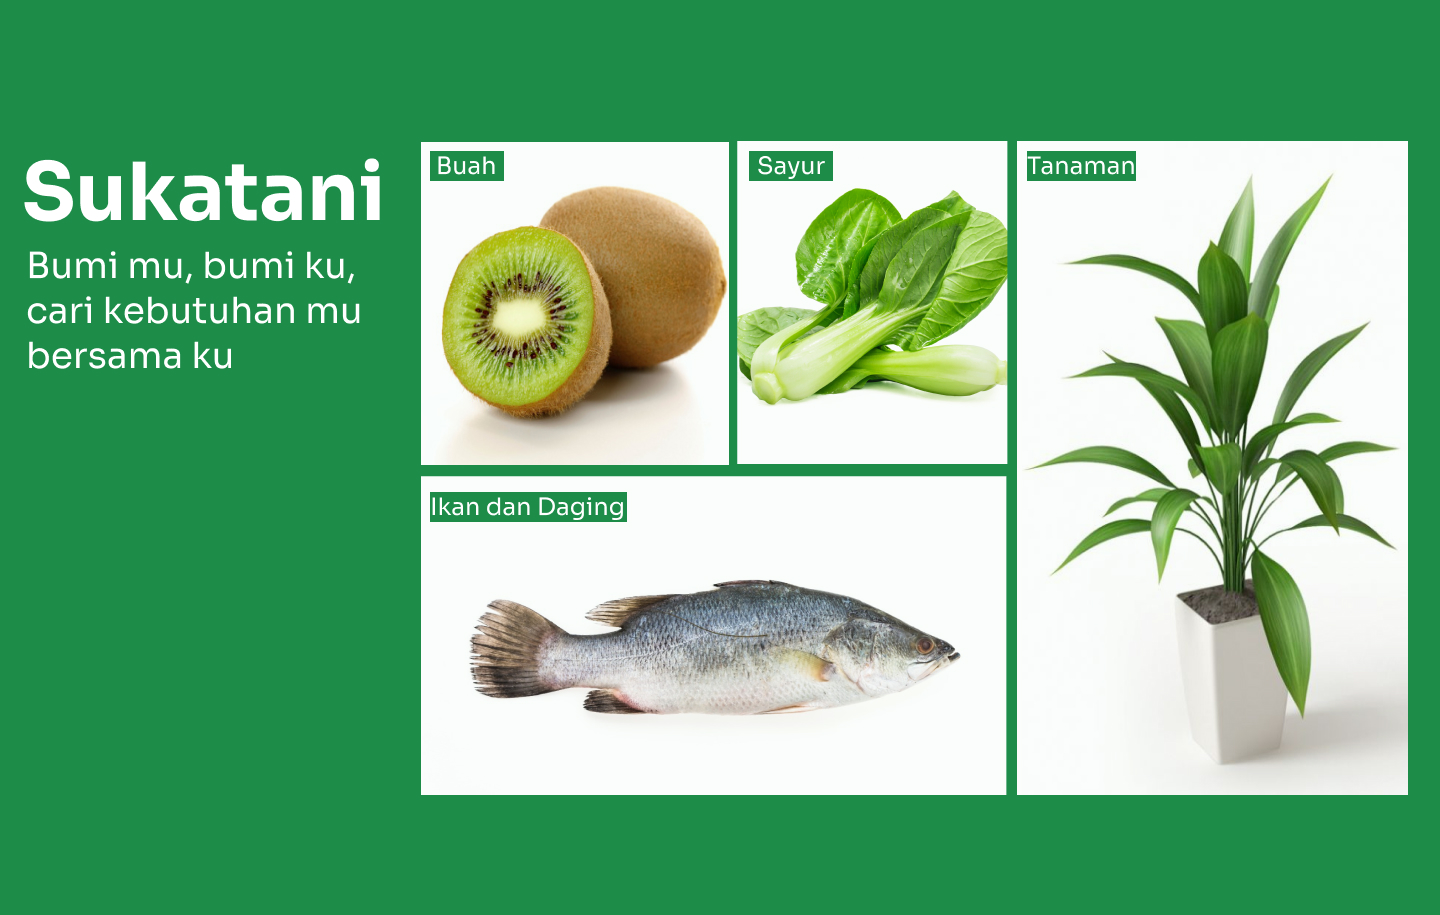 Sukatani
Bumi mu, bumi ku,
cari kebutuhan mu
bersama ku
Buah
Sayur
Tanaman
Ikan dan Daging